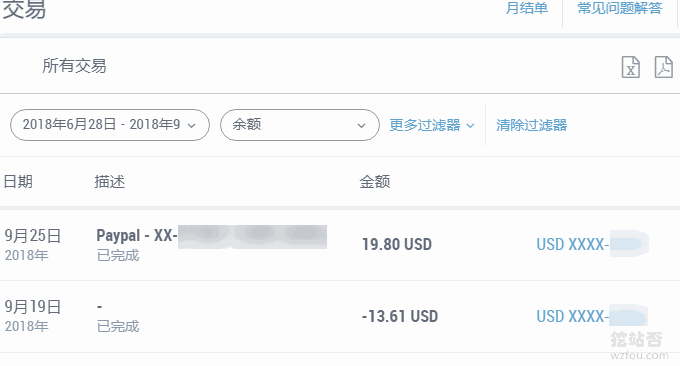 交易
月结单 常见问题解答
所有交易
2018年6月28日 - 2018年9 余额 更多过滤器 清除过滤器
日期 描述 金额
9月25日 Paypal - XX- 19.80 USD USD XXXX-
2018年 已完成
9月19日 - -13.61 USD USD XXXX-
2018年 已完成
挖站否
wzfou.com